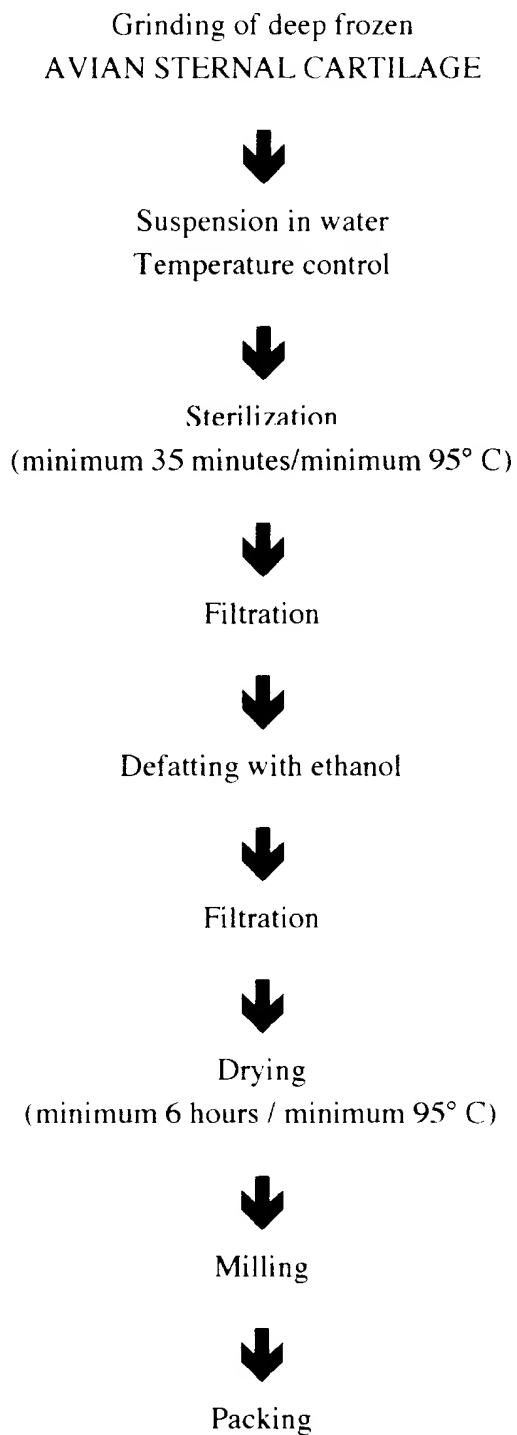 Grinding of deep frozen
AVIAN STERNAL CARTILAGE
Suspension in water
Temperature control
Sterilization
(minimum 35 minutes/minimum 95° C)
Filtration
Defatting with ethanol
Filtration
Drying
(minimum 6 hours / minimum 95° C)
Milling
Packing